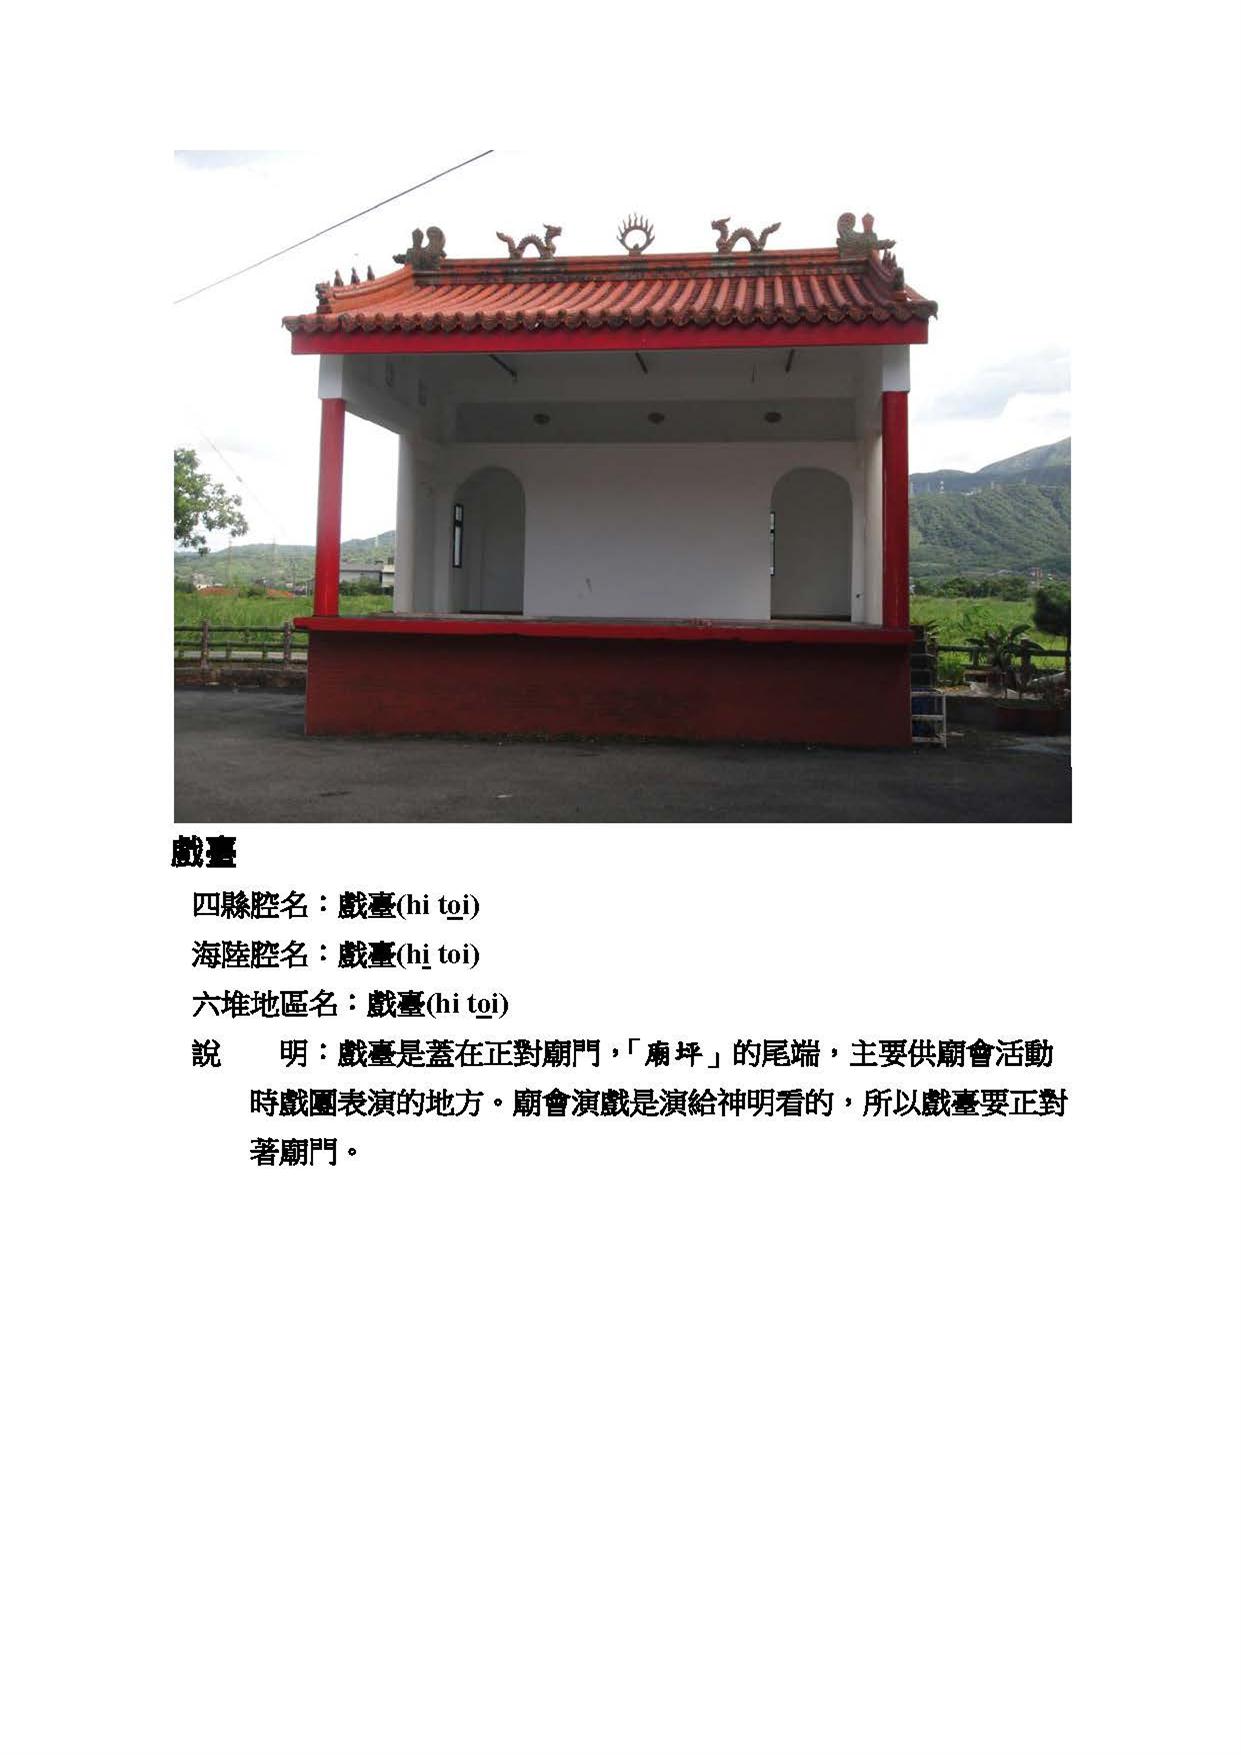 戲臺
四縣腔名：戲臺(hi to̲i)
海陸腔名：戲臺(hi̲ toi)
六堆地區名：戲臺(hi to̲i)
說　　明：戲臺是蓋在正對廟門，「廟坪」的尾端，主要供廟會活動
時戲團表演的地方。廟會演戲是演給神明看的，所以戲臺要正對
著廟門。